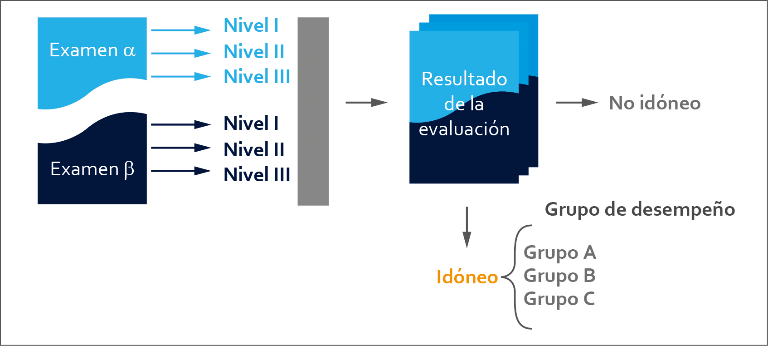 Examen α
Nivel I
Nivel II
Nivel III
Examen β
Nivel I
Nivel II
Nivel III
Resultado
de la
evaluación
No idóneo
Grupo de desempeño
Idóneo
Grupo A
Grupo B
Grupo C